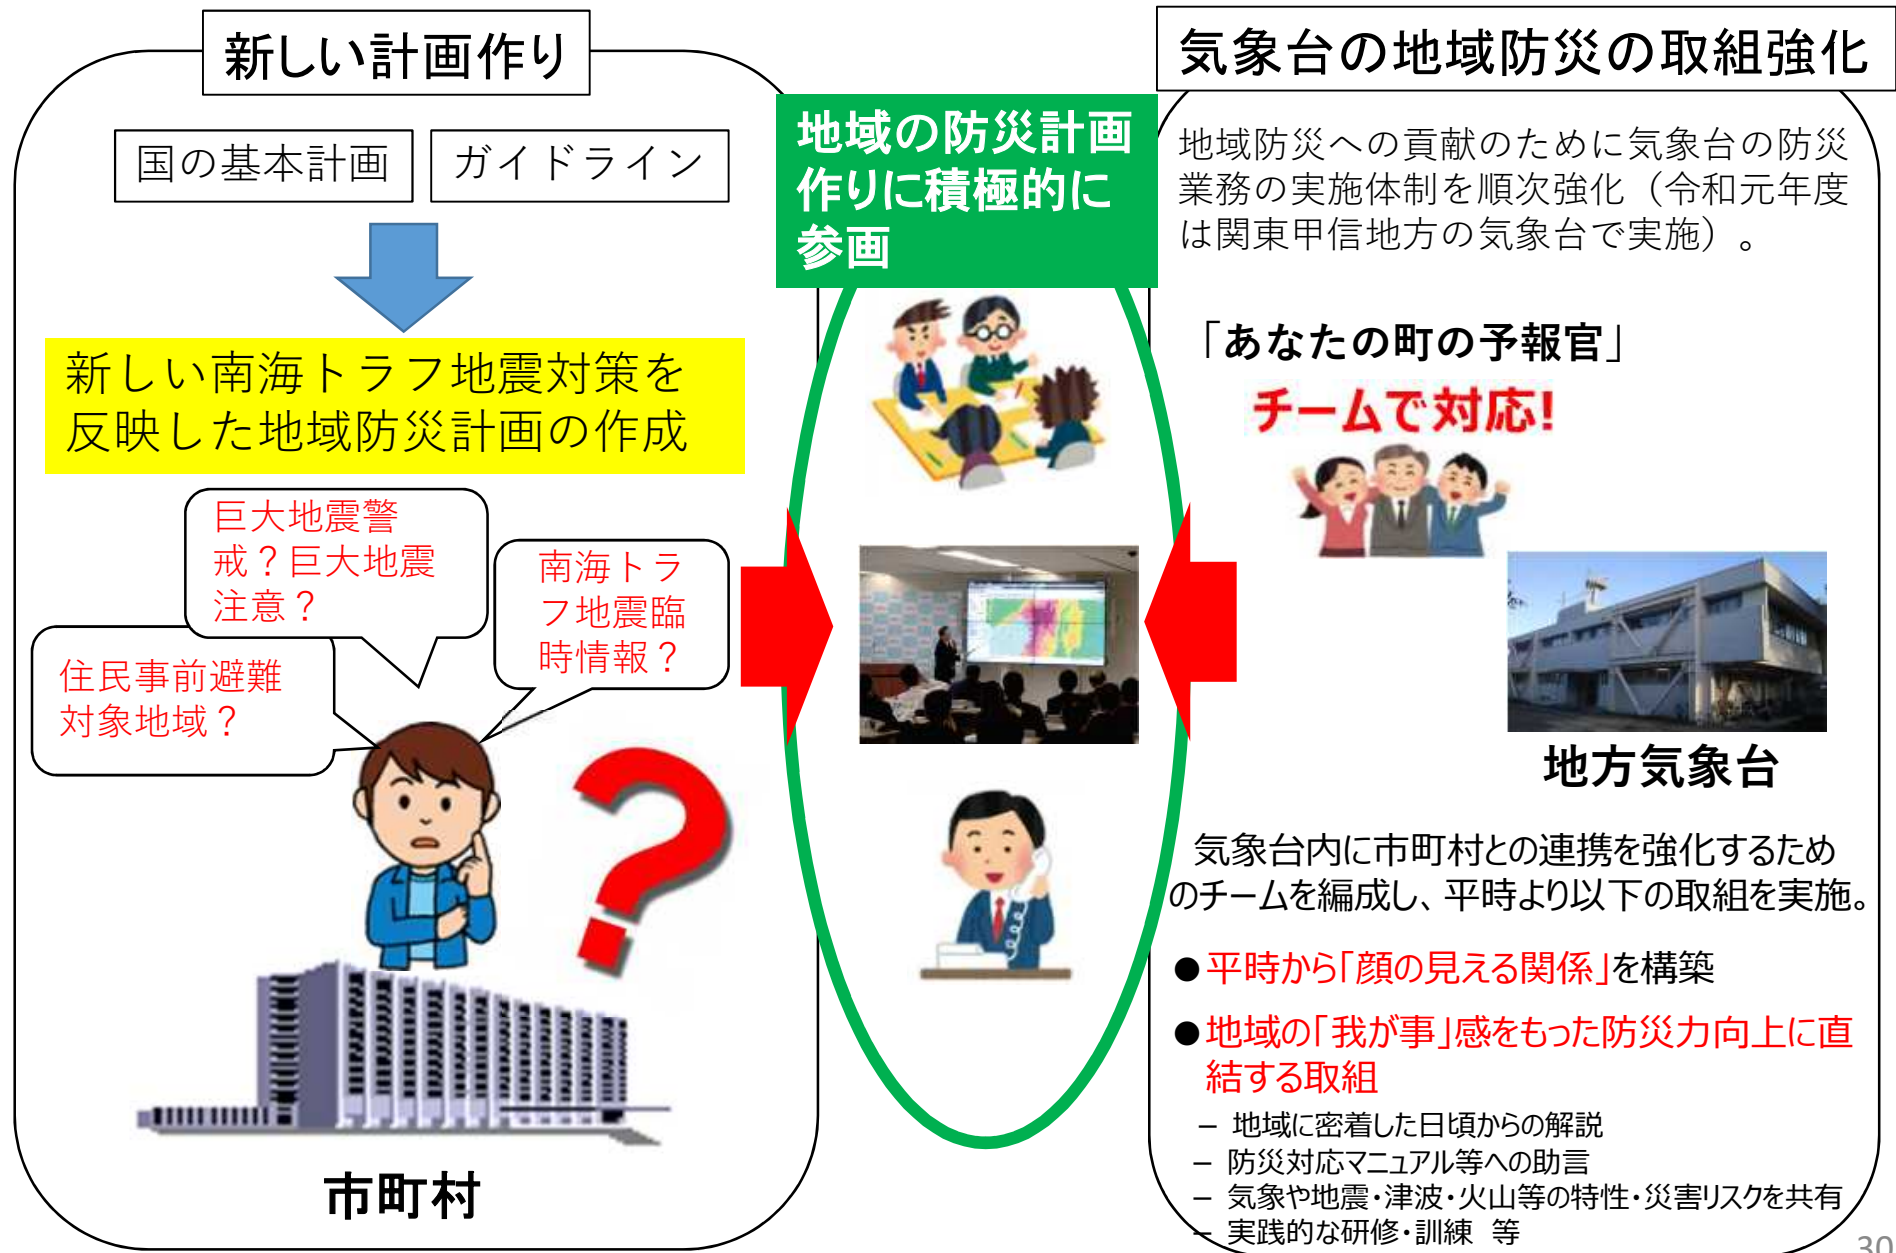 新しい計画作り
国の基本計画
ガイドライン
新しい南海トラフ地震対策を
反映した地域防災計画の作成
巨大地震警
戒？巨大地震
注意？
南海トラ
フ地震臨
時情報？
住民事前避難
対象地域？
市町村
地域の防災計画
作りに積極的に
参画
気象台の地域防災の取組強化
地域防災への貢献のために気象台の防災
業務の実施体制を順次強化（令和元年度
は関東甲信地方の気象台で実施）。
「あなたの町の予報官」
チームで対応!
地方気象台
気象台内に市町村との連携を強化するため
のチームを編成し、平時より以下の取組を実施。
●平時から「顔の見える関係」を構築
●地域の「我が事」感をもった防災力向上に直
結する取組
– 地域に密着した日頃からの解説
– 防災対応マニュアル等への助言
– 気象や地震・津波・火山等の特性・災害リスクを共有
– 実践的な研修・訓練 等
30